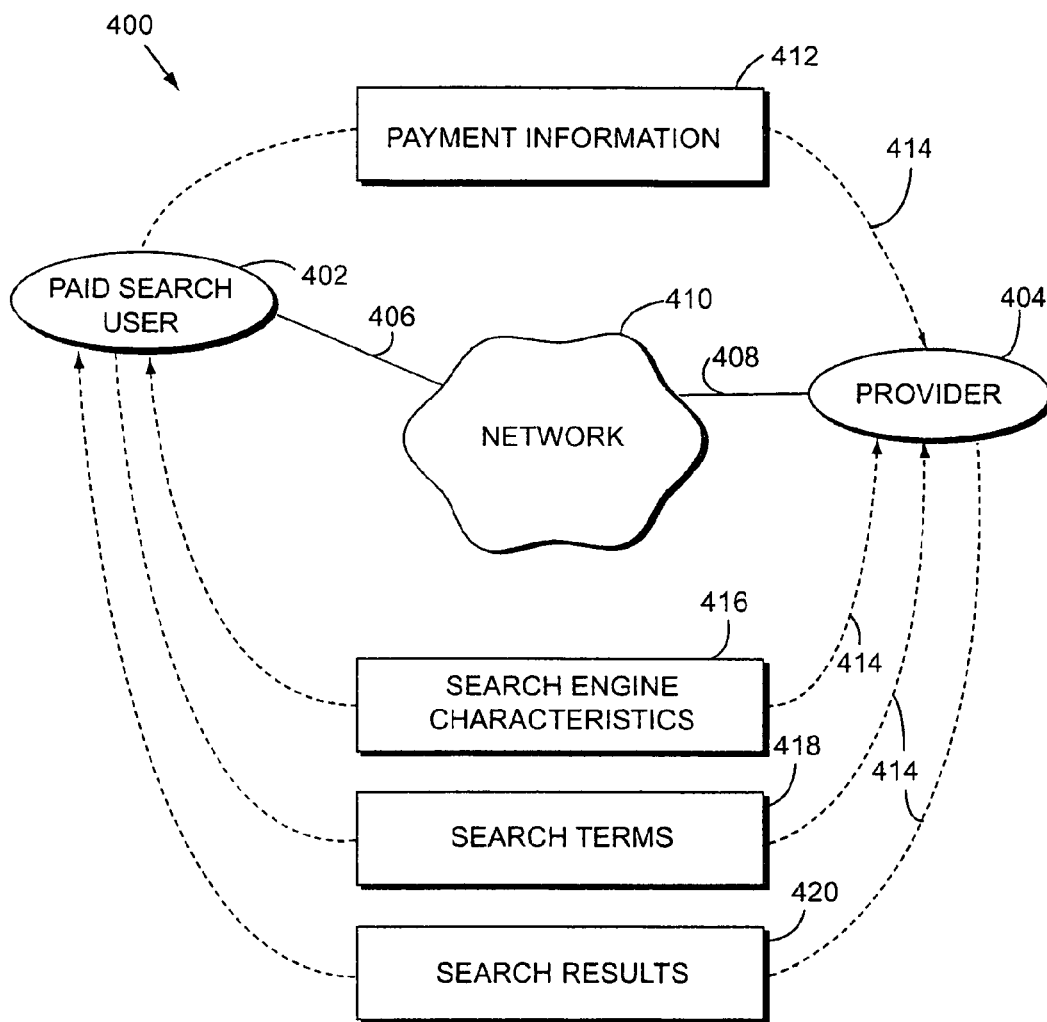 400
412
PAYMENT INFORMATION
414
402
PAID SEARCH
USER
406
410
404
408
PROVIDER
NETWORK
416
414
SEARCH ENGINE
CHARACTERISTICS
418
414
SEARCH TERMS
420
SEARCH RESULTS